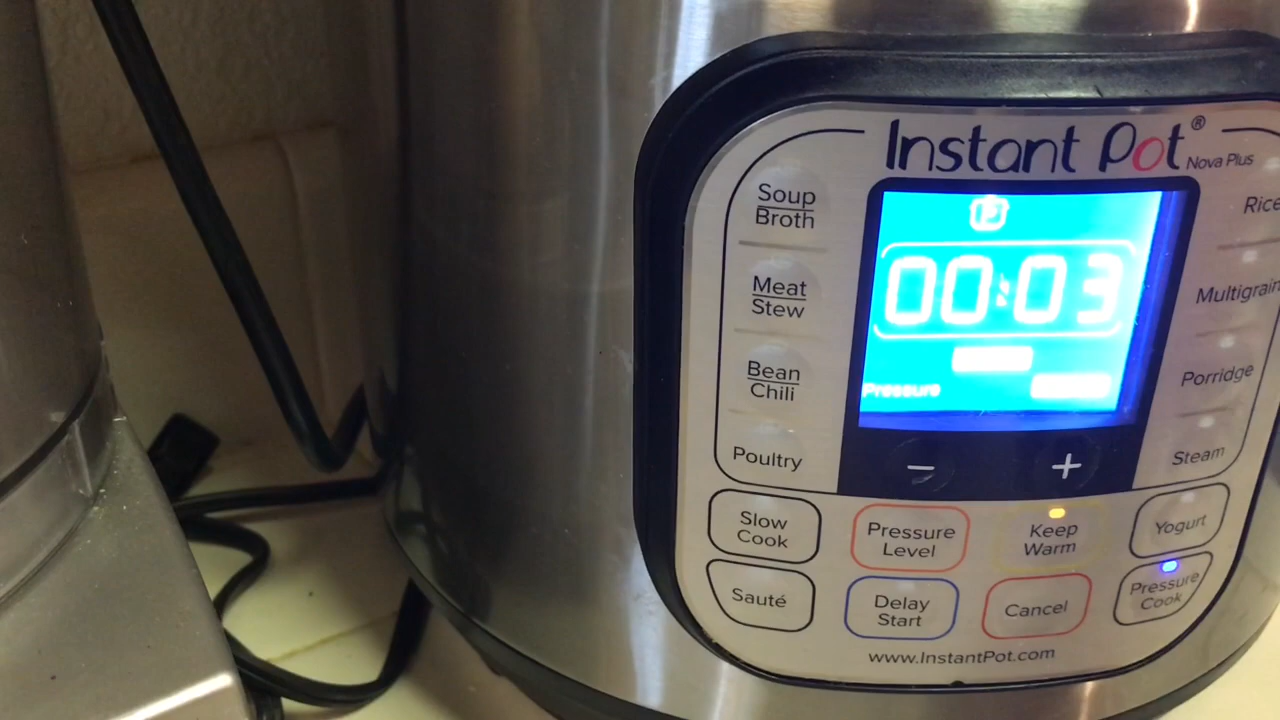 Instant Pot®
Nova Plus
Soup
Broth
Meat
Stew
Bean
Chili
Poultry
P
00:03
Pressure
Rice
Multigrain
Porridge
Steam
− +
Slow
Cook
Pressure
Level
Keep
Warm
Yogurt
Sauté
Delay
Start
Cancel
Pressure
Cook
www.InstantPot.com